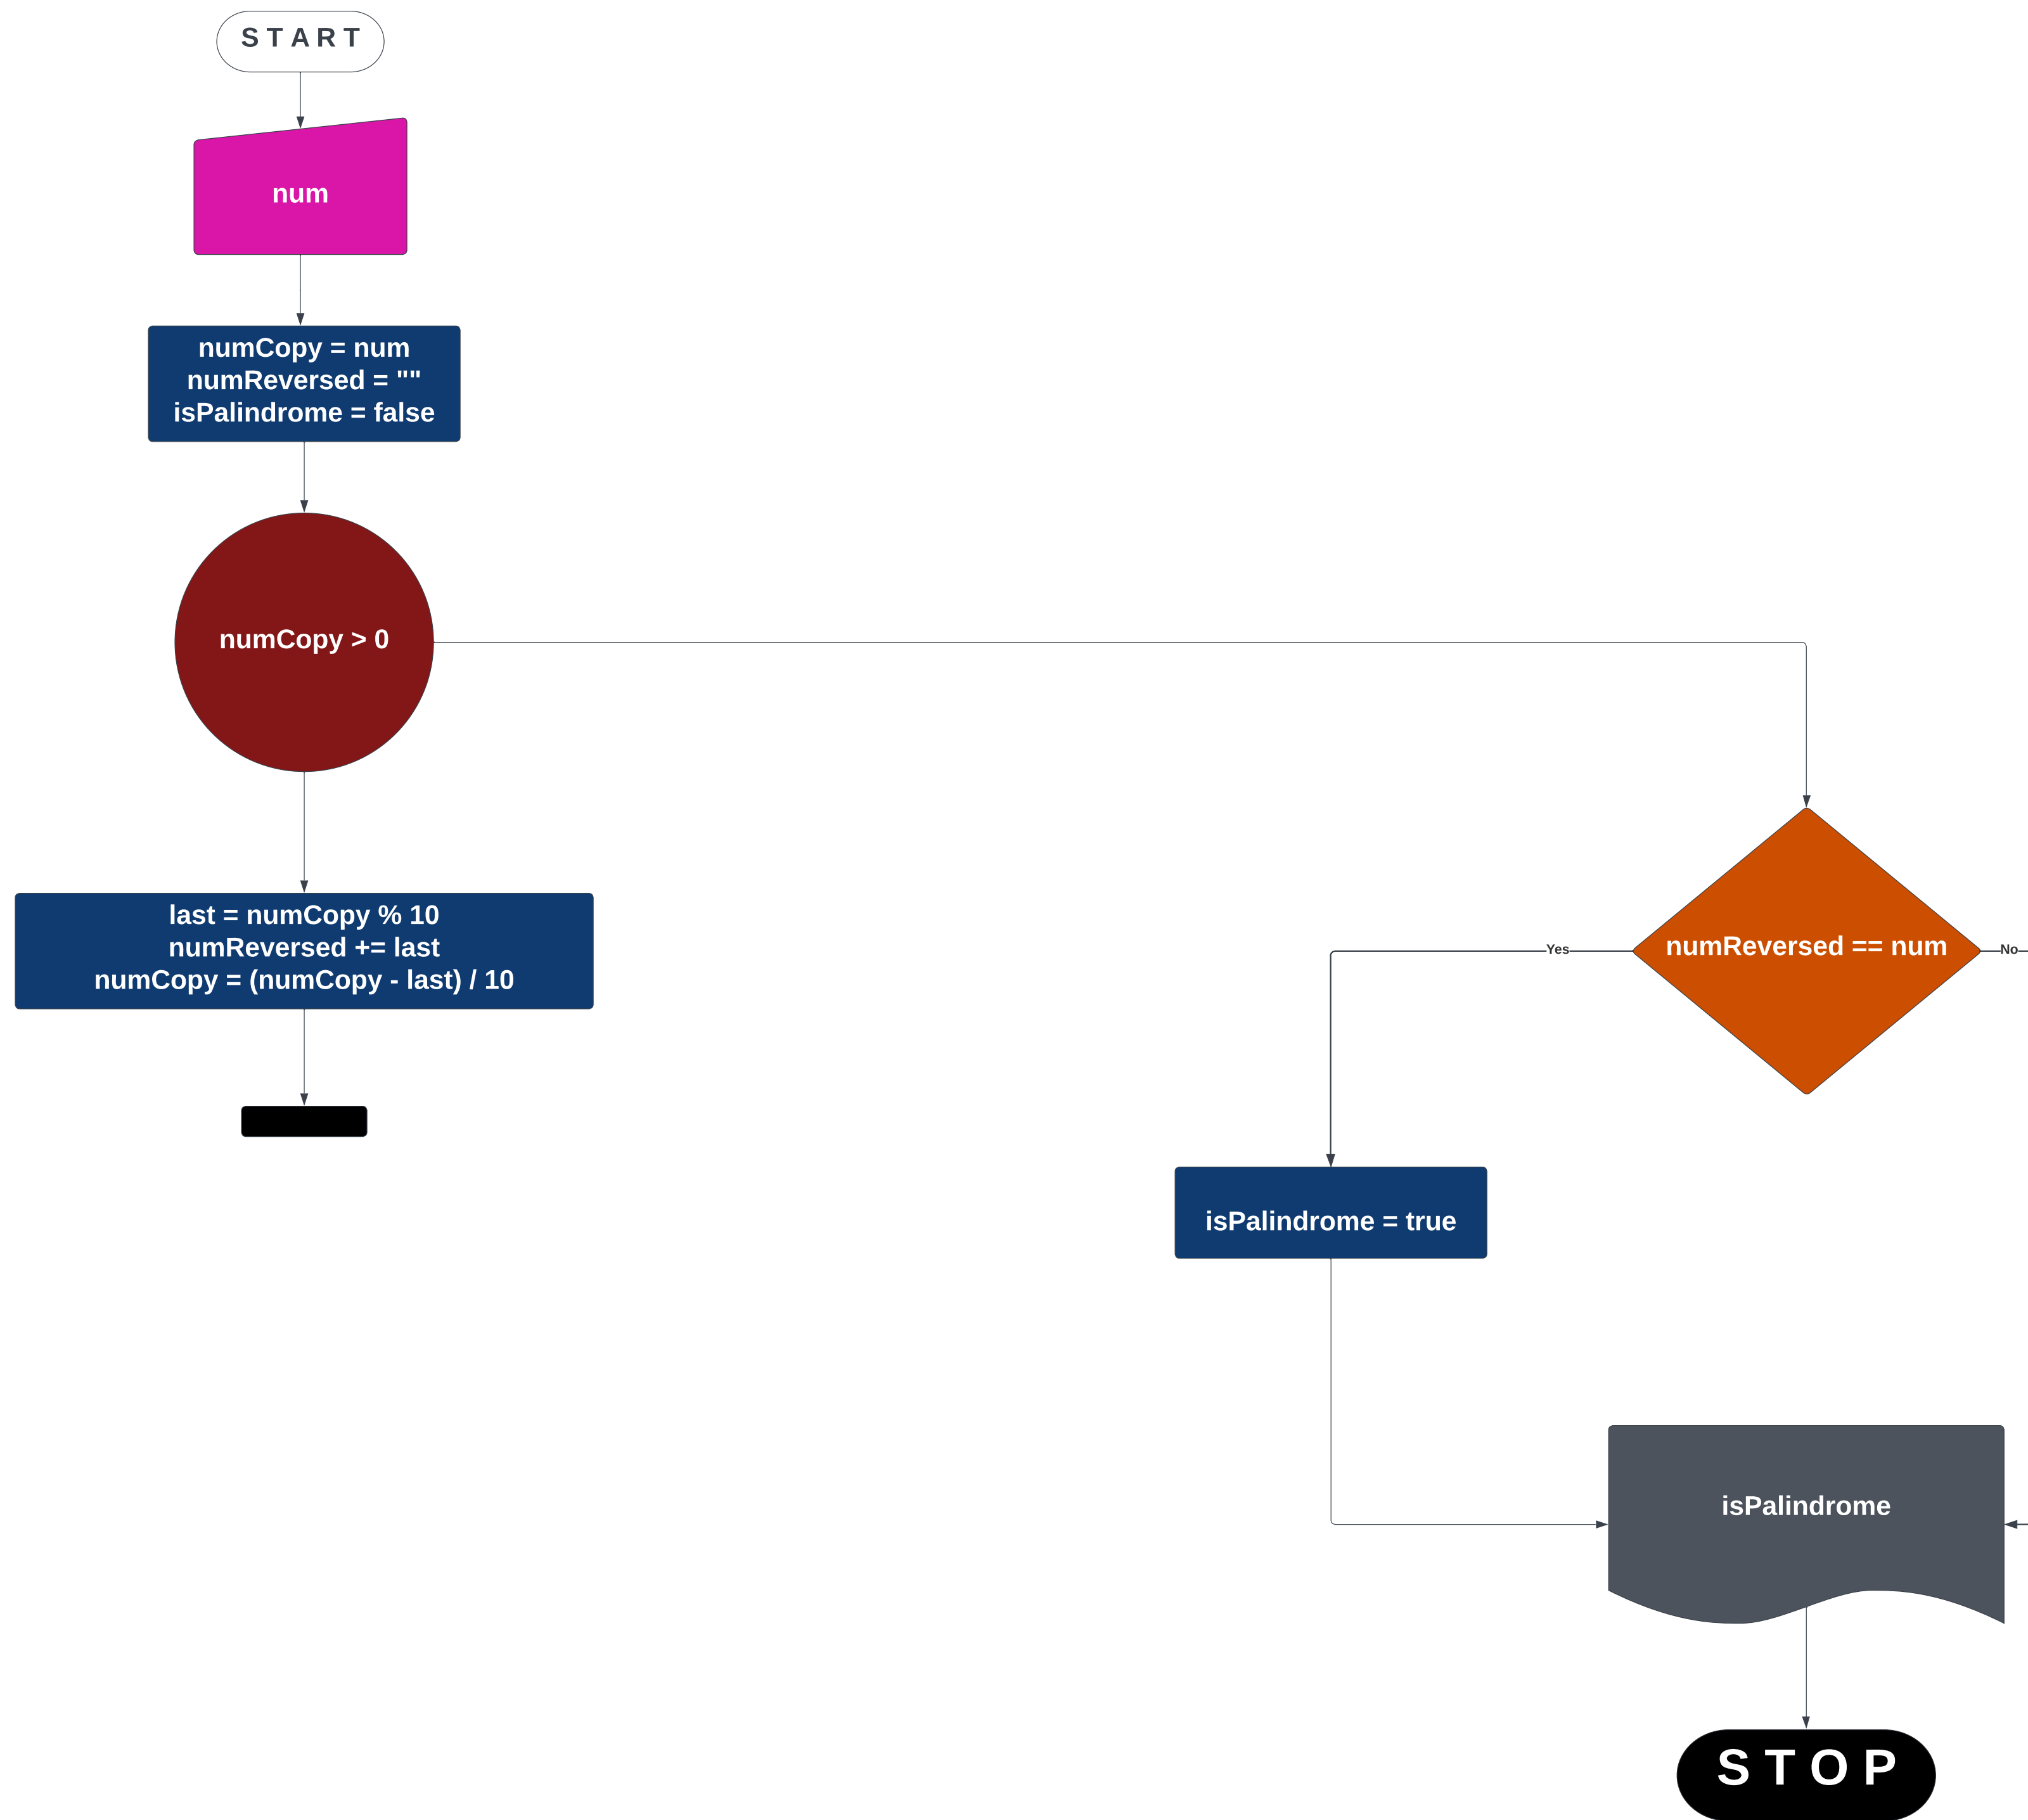 START
num
numCopy = num
numReversed = ""
isPalindrome = false
numCopy > 0
last = numCopy % 10
numReversed += last
numCopy = (numCopy - last) / 10
numReversed == num
Yes
No
isPalindrome = true
isPalindrome
STOP